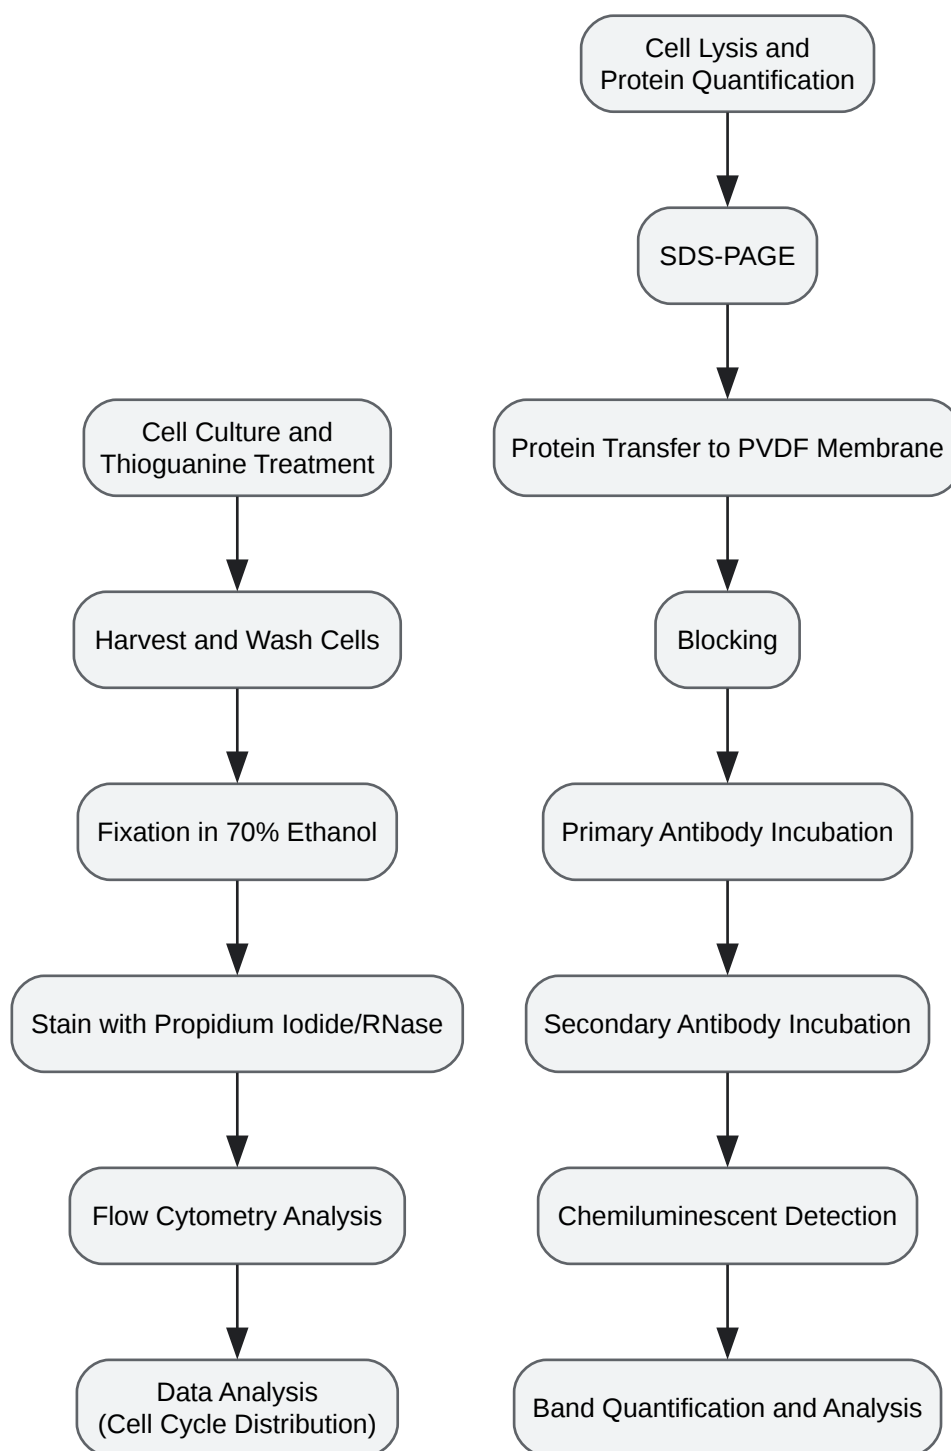 Cell Lysis and
Protein Quantification
SDS-PAGE
Protein Transfer to PVDF Membrane
Blocking
Primary Antibody Incubation
Secondary Antibody Incubation
Chemiluminescent Detection
Band Quantification and Analysis
Cell Culture and
Thioguanine Treatment
Harvest and Wash Cells
Fixation in 70% Ethanol
Stain with Propidium Iodide/RNase
Flow Cytometry Analysis
Data Analysis
(Cell Cycle Distribution)